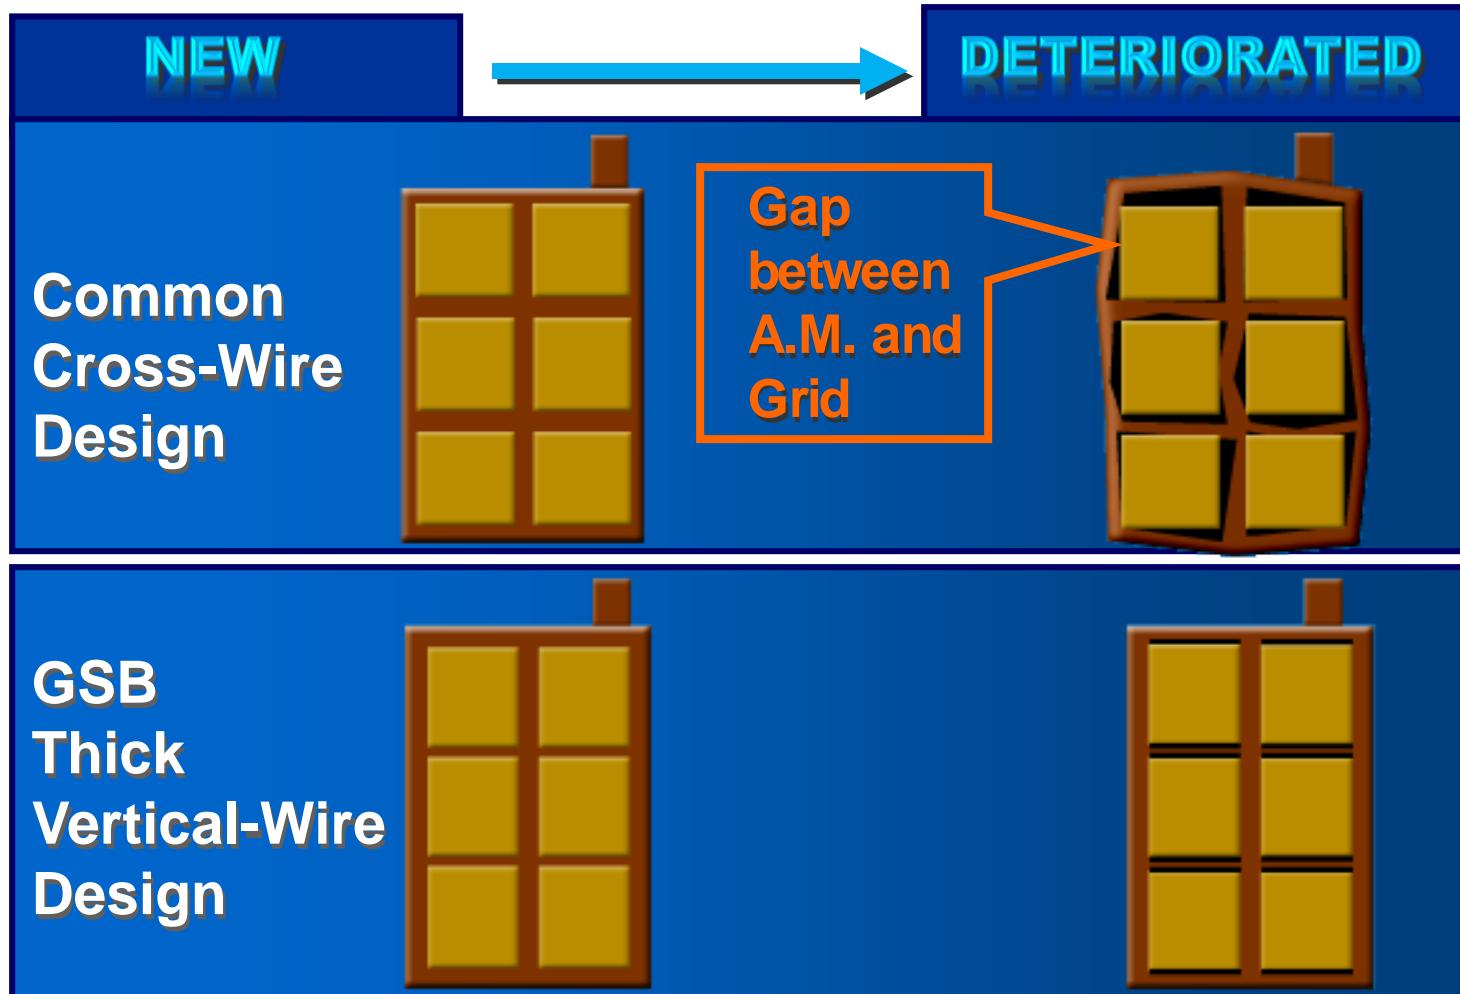 NEW
DETERIORATED
Common
Cross-Wire
Design
Gap
between
A.M. and
Grid
GSB
Thick
Vertical-Wire
Design